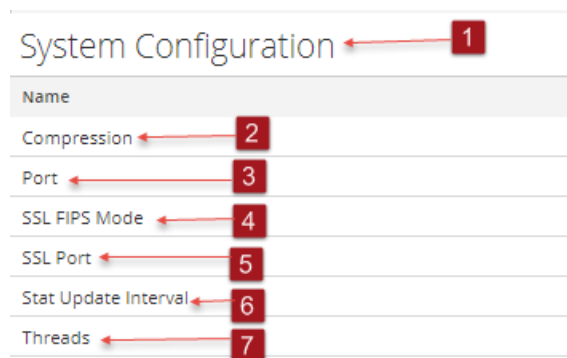 System Configuration 1
Name
Compression 2
Port 3
SSL FIPS Mode 4
SSL Port 5
Stat Update Interval 6
Threads 7